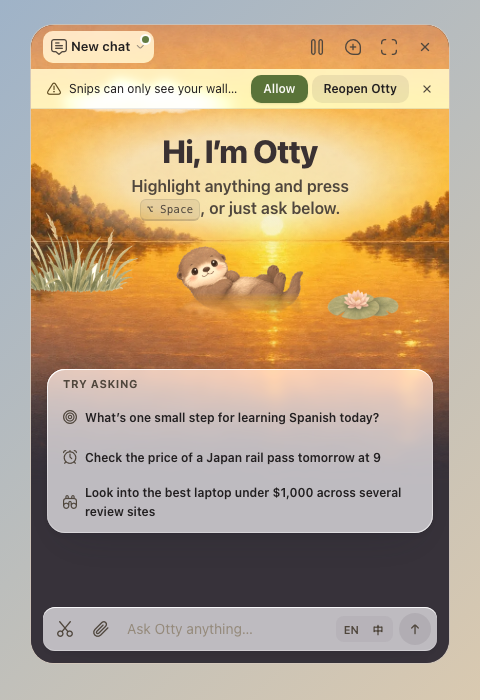 New chat
Snips can only see your wall...
Allow
Reopen Otty
Hi, I'm Otty
Highlight anything and press
⌥ Space, or just ask below.
TRY ASKING
What's one small step for learning Spanish today?
Check the price of a Japan rail pass tomorrow at 9
Look into the best laptop under $1,000 across several
review sites
Ask Otty anything...
EN 中